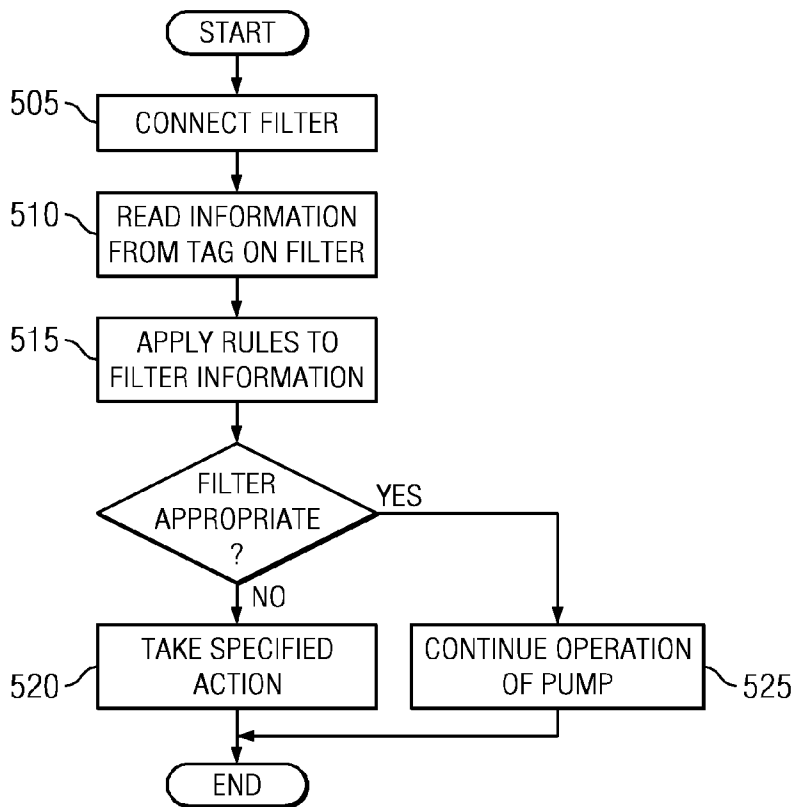 START
505
CONNECT FILTER
510
READ INFORMATION
FROM TAG ON FILTER
515
APPLY RULES TO
FILTER INFORMATION
FILTER
APPROPRIATE
?
YES
NO
520
TAKE SPECIFIED
ACTION
CONTINUE OPERATION
OF PUMP
525
END